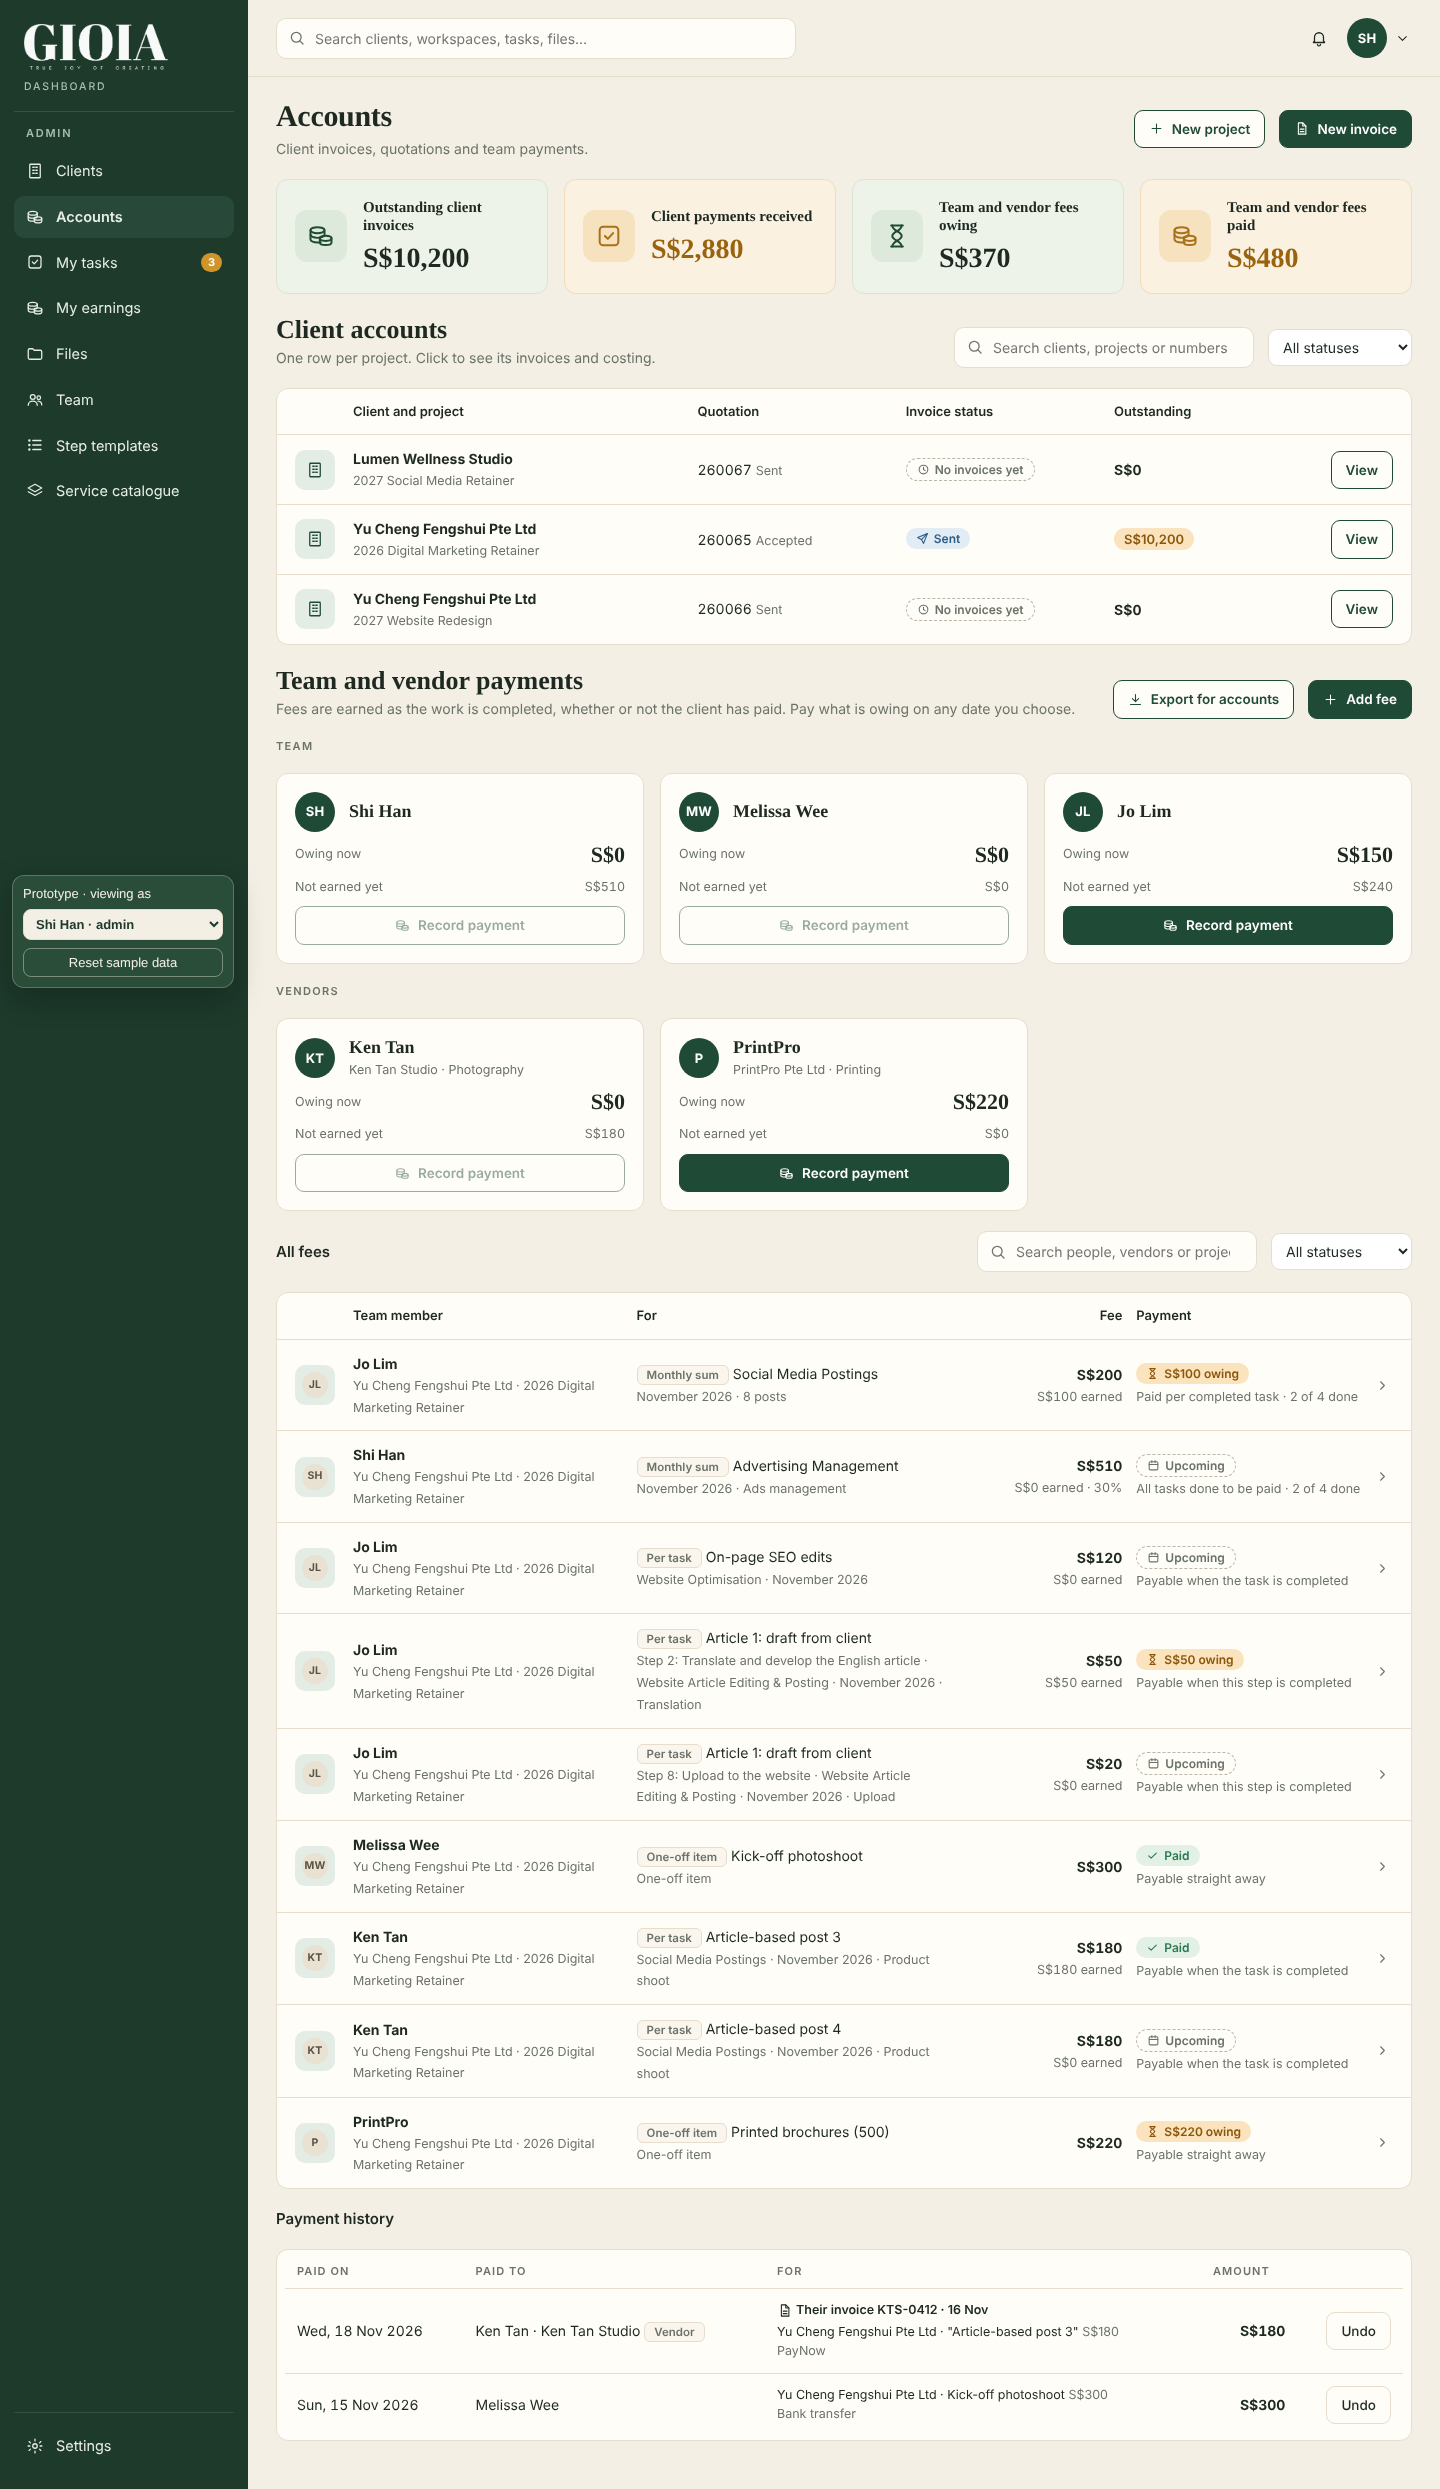 GIOIA
TRUE JOY OF CREATING
DASHBOARD
ADMIN
Clients
Accounts
My tasks 3
My earnings
Files
Team
Step templates
Service catalogue
Prototype · viewing as
Shi Han · admin
Reset sample data
Settings
Search clients, workspaces, tasks, files...
SH
Accounts
Client invoices, quotations and team payments.
New project
New invoice
Outstanding client
invoices
S$10,200
Client payments received
S$2,880
Team and vendor fees
owing
S$370
Team and vendor fees
paid
S$480
Client accounts
One row per project. Click to see its invoices and costing.
Search clients, projects or numbers
All statuses
Client and project Quotation Invoice status Outstanding
Lumen Wellness Studio
2027 Social Media Retainer
260067 Sent
No invoices yet
S$0
View
Yu Cheng Fengshui Pte Ltd
2026 Digital Marketing Retainer
260065 Accepted
Sent
S$10,200
View
Yu Cheng Fengshui Pte Ltd
2027 Website Redesign
260066 Sent
No invoices yet
S$0
View
Team and vendor payments
Fees are earned as the work is completed, whether or not the client has paid. Pay what is owing on any date you choose.
Export for accounts
Add fee
TEAM
SH Shi Han
Owing now S$0
Not earned yet S$510
Record payment
MW Melissa Wee
Owing now S$0
Not earned yet S$0
Record payment
JL Jo Lim
Owing now S$150
Not earned yet S$240
Record payment
VENDORS
KT Ken Tan
Ken Tan Studio · Photography
Owing now S$0
Not earned yet S$180
Record payment
P PrintPro
PrintPro Pte Ltd · Printing
Owing now S$220
Not earned yet S$0
Record payment
All fees
Search people, vendors or proje
All statuses
Team member For Fee Payment
JL
Jo Lim
Yu Cheng Fengshui Pte Ltd · 2026 Digital
Marketing Retainer
Monthly sum Social Media Postings
November 2026 · 8 posts
S$200
S$100 earned
S$100 owing
Paid per completed task · 2 of 4 done
SH
Shi Han
Yu Cheng Fengshui Pte Ltd · 2026 Digital
Marketing Retainer
Monthly sum Advertising Management
November 2026 · Ads management
S$510
S$0 earned · 30%
Upcoming
All tasks done to be paid · 2 of 4 done
JL
Jo Lim
Yu Cheng Fengshui Pte Ltd · 2026 Digital
Marketing Retainer
Per task On-page SEO edits
Website Optimisation · November 2026
S$120
S$0 earned
Upcoming
Payable when the task is completed
JL
Jo Lim
Yu Cheng Fengshui Pte Ltd · 2026 Digital
Marketing Retainer
Per task Article 1: draft from client
Step 2: Translate and develop the English article ·
Website Article Editing & Posting · November 2026 ·
Translation
S$50
S$50 earned
S$50 owing
Payable when this step is completed
JL
Jo Lim
Yu Cheng Fengshui Pte Ltd · 2026 Digital
Marketing Retainer
Per task Article 1: draft from client
Step 8: Upload to the website · Website Article
Editing & Posting · November 2026 · Upload
S$20
S$0 earned
Upcoming
Payable when this step is completed
MW
Melissa Wee
Yu Cheng Fengshui Pte Ltd · 2026 Digital
Marketing Retainer
One-off item Kick-off photoshoot
One-off item
S$300
Paid
Payable straight away
KT
Ken Tan
Yu Cheng Fengshui Pte Ltd · 2026 Digital
Marketing Retainer
Per task Article-based post 3
Social Media Postings · November 2026 · Product
shoot
S$180
S$180 earned
Paid
Payable when the task is completed
KT
Ken Tan
Yu Cheng Fengshui Pte Ltd · 2026 Digital
Marketing Retainer
Per task Article-based post 4
Social Media Postings · November 2026 · Product
shoot
S$180
S$0 earned
Upcoming
Payable when the task is completed
P
PrintPro
Yu Cheng Fengshui Pte Ltd · 2026 Digital
Marketing Retainer
One-off item Printed brochures (500)
One-off item
S$220
S$220 owing
Payable straight away
Payment history
PAID ON PAID TO FOR AMOUNT
Wed, 18 Nov 2026
Ken Tan · Ken Tan Studio Vendor
Their invoice KTS-0412 · 16 Nov
Yu Cheng Fengshui Pte Ltd · "Article-based post 3" S$180
PayNow
S$180
Undo
Sun, 15 Nov 2026
Melissa Wee
Yu Cheng Fengshui Pte Ltd · Kick-off photoshoot S$300
Bank transfer
S$300
Undo